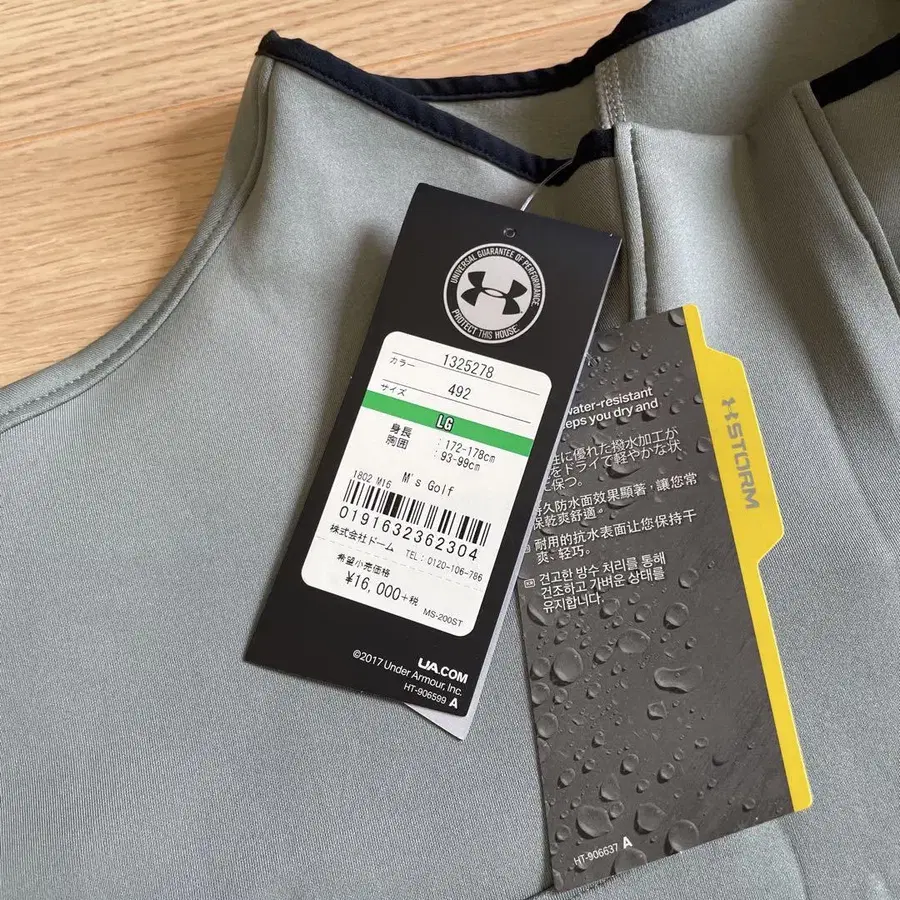 UNIVERSAL GUARANTEE OF PERFORMANCE
PROTECT THIS HOUSE.
1325278
カラー
492
サイズ
LG
身長 : 172-178cm
胸囲 : 93-99cm
M's Golf
1802 M16
0191632362304
株式会社ドーム TEL: 0120-106-786
希望小売価格
¥16,000+税
MS-200ST
UA.COM
©2017 Under Armour, Inc.
HT-906599 A
water-resistant
eps you dry and
STORM
性に優れた撥水加工が
をドライで軽やかな状
に保つ。
持久防水面效果顯著，讓您常
保乾爽舒適。
耐用的抗水表面让您保持干
爽、轻巧。
견고한 방수 처리를 통해
건조하고 가벼운 상태를
유지합니다.
HT-906637 A